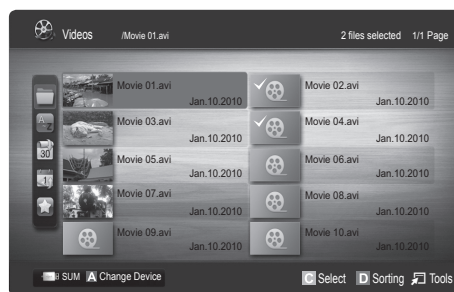 Videos /Movie 01.avi 2 files selected 1/1 Page
Movie 01.avi Movie 02.avi
Jan.10.2010 Jan.10.2010
Movie 03.avi Movie 04.avi
Jan.10.2010 Jan.10.2010
30
Movie 05.avi Movie 06.avi
Jan.10.2010 Jan.10.2010
Movie 07.avi Movie 08.avi
Jan.10.2010 Jan.10.2010
Movie 09.avi Movie 10.avi
Jan.10.2010 Jan.10.2010
SUM A Change Device C Select D Sorting Tools